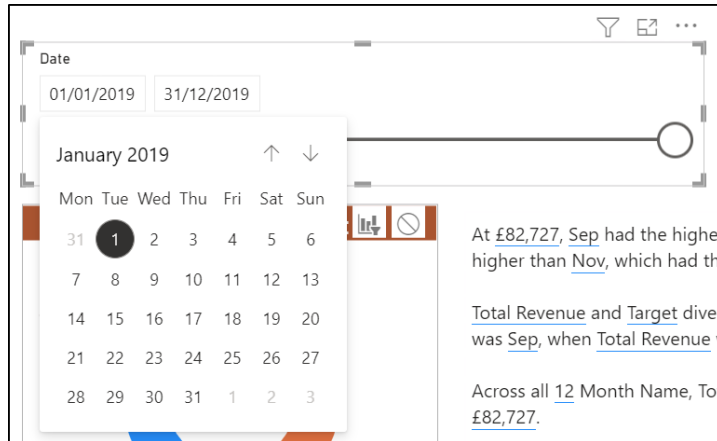 Date
01/01/2019 31/12/2019
January 2019
Mon Tue Wed Thu Fri Sat Sun
31 1 2 3 4 5 6
7 8 9 10 11 12 13
14 15 16 17 18 19 20
21 22 23 24 25 26 27
28 29 30 31 1 2 3
At £82,727, Sep had the highe
higher than Nov, which had th
Total Revenue and Target dive
was Sep, when Total Revenue
Across all 12 Month Name, To
£82,727.